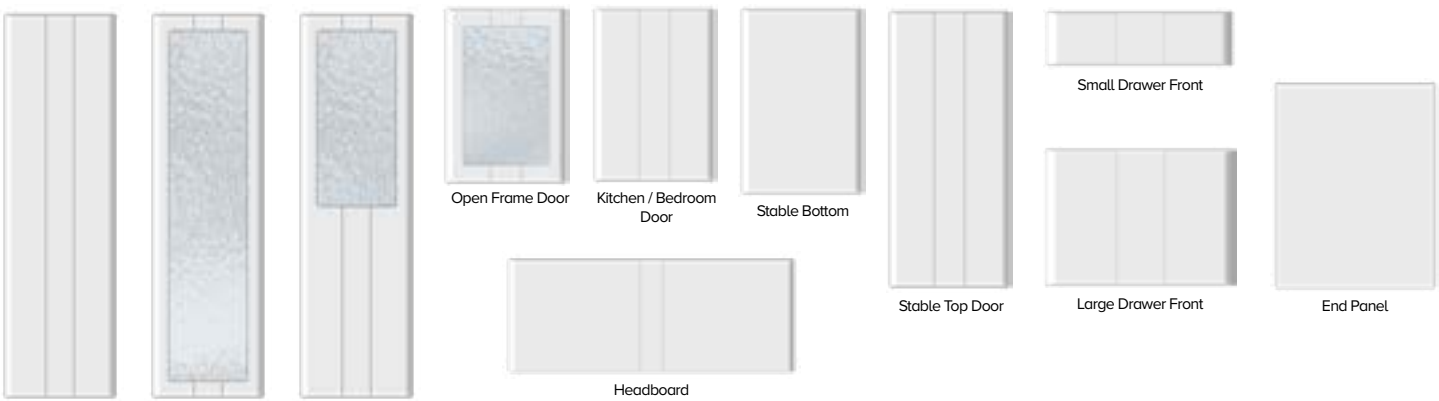 Open Frame Door
Kitchen / Bedroom
Door
Stable Bottom
Stable Top Door
Small Drawer Front
Large Drawer Front
End Panel
Headboard